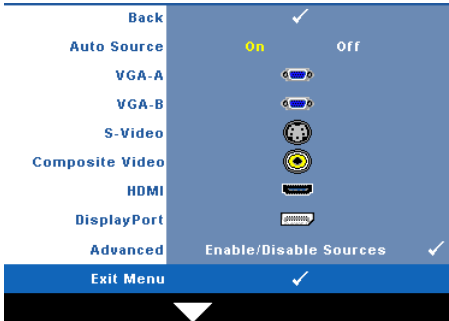 Back
Auto Source On Off
VGA-A
VGA-B
S-Video
Composite Video
HDMI
DisplayPort
Advanced Enable/Disable Sources
Exit Menu